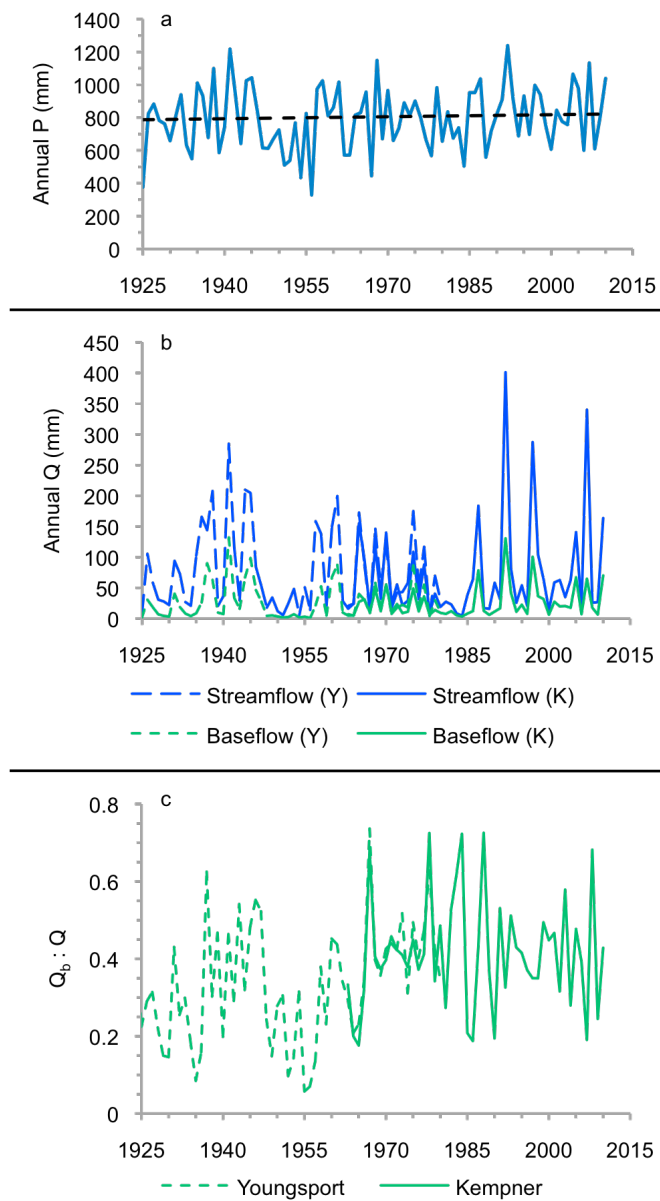 a
Annual P (mm)
1400
1200
1000
800
600
400
200
0
1925 1940 1955 1970 1985 2000 2015
b
Annual Q (mm)
450
400
350
300
250
200
150
100
50
0
1925 1940 1955 1970 1985 2000 2015
Streamflow (Y) Streamflow (K)
Baseflow (Y) Baseflow (K)
c
Qb : Q
0.8
0.6
0.4
0.2
0
1925 1940 1955 1970 1985 2000 2015
Youngsport Kempner